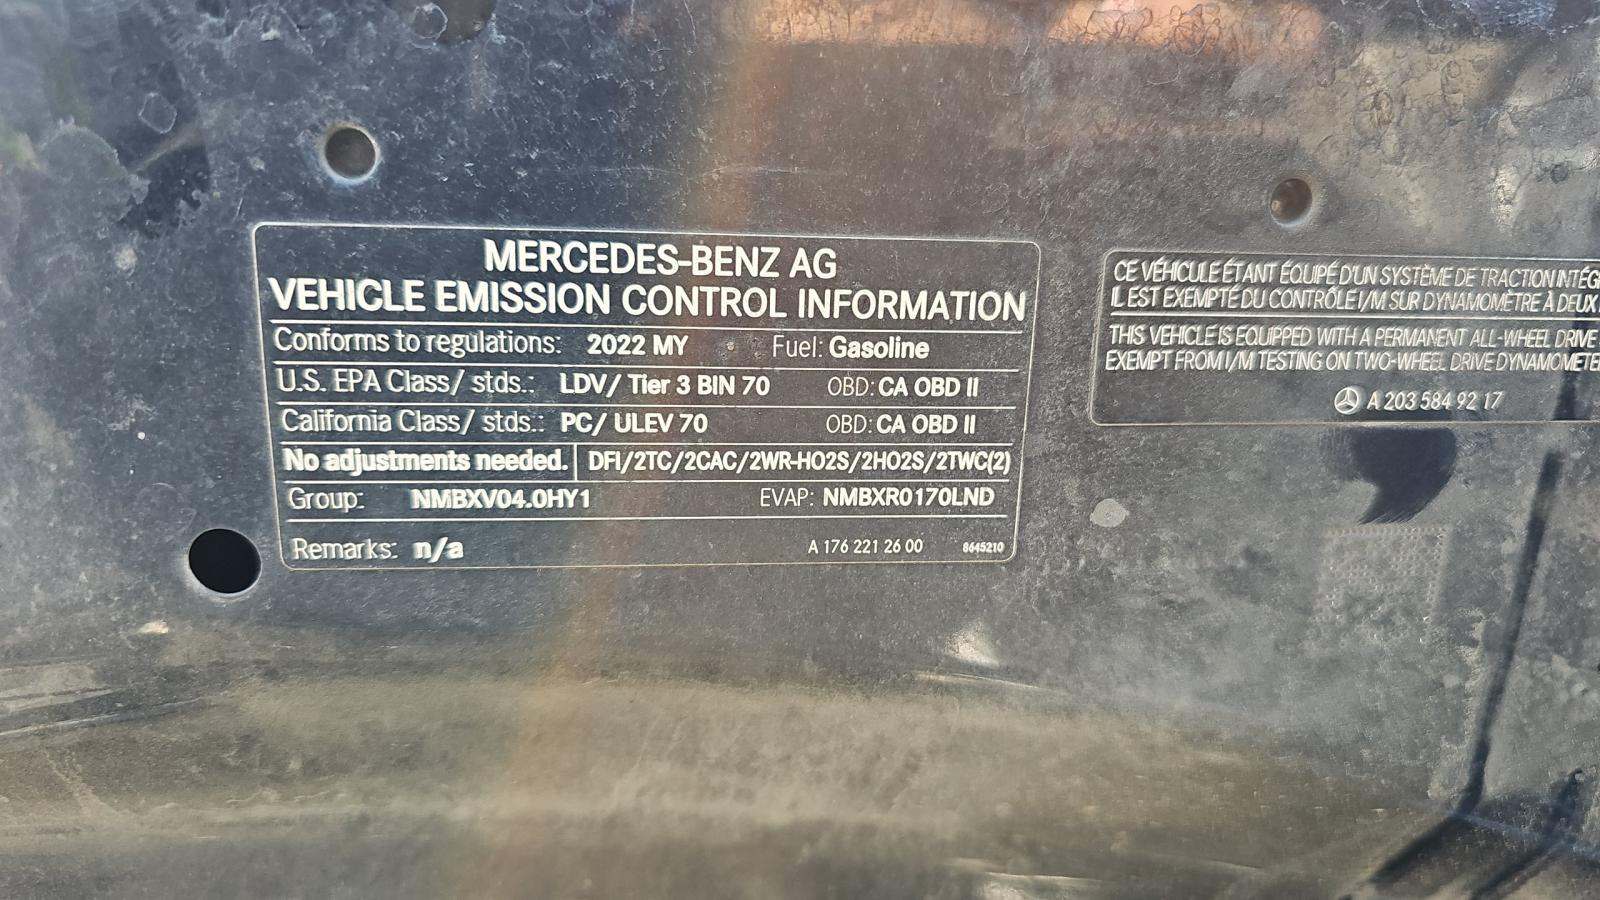 MERCEDES-BENZ AG
VEHICLE EMISSION CONTROL INFORMATION
Conforms to regulations: 2022 MY Fuel: Gasoline
U.S. EPA Class/ stds.: LDV/ Tier 3 BIN 70 OBD: CA OBD II
California Class/ stds.: PC/ ULEV 70 OBD: CA OBD II
No adjustments needed. DFI/2TC/2CAC/2WR-HO2S/2HO2S/2TWC(2)
Group: NMBXV04.0HY1 EVAP: NMBXR0170LND
Remarks: n/a A 176 221 26 00 8645210
CE VÉHICULE ÉTANT ÉQUIPÉ D'UN SYSTÈME DE TRACTION
IL EST EXEMPTÉ DU CONTRÔLE I/M SUR DYNAMOMÈTRE À DEUX
THIS VEHICLE IS EQUIPPED WITH A PERMANENT ALL-WHEEL DRIVE
EXEMPT FROM I/M TESTING ON TWO-WHEEL DRIVE
A 203 584 92 17